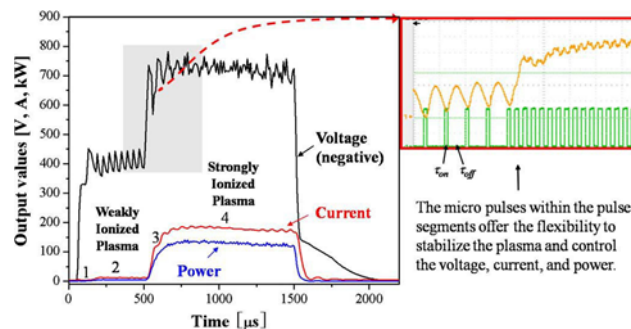 Output values [V, A, kW]
900
800
700
600
500
400
300
200
100
0
0
500
1000
1500
2000
Time [μs]
Voltage
(negative)
Strongly
Ionized
Plasma
Weakly
Ionized
Plasma
1
2
3
4
Current
Power
τon
τoff
The micro pulses within the pulse
segments offer the flexibility to
stabilize the plasma and control
the voltage, current, and power.